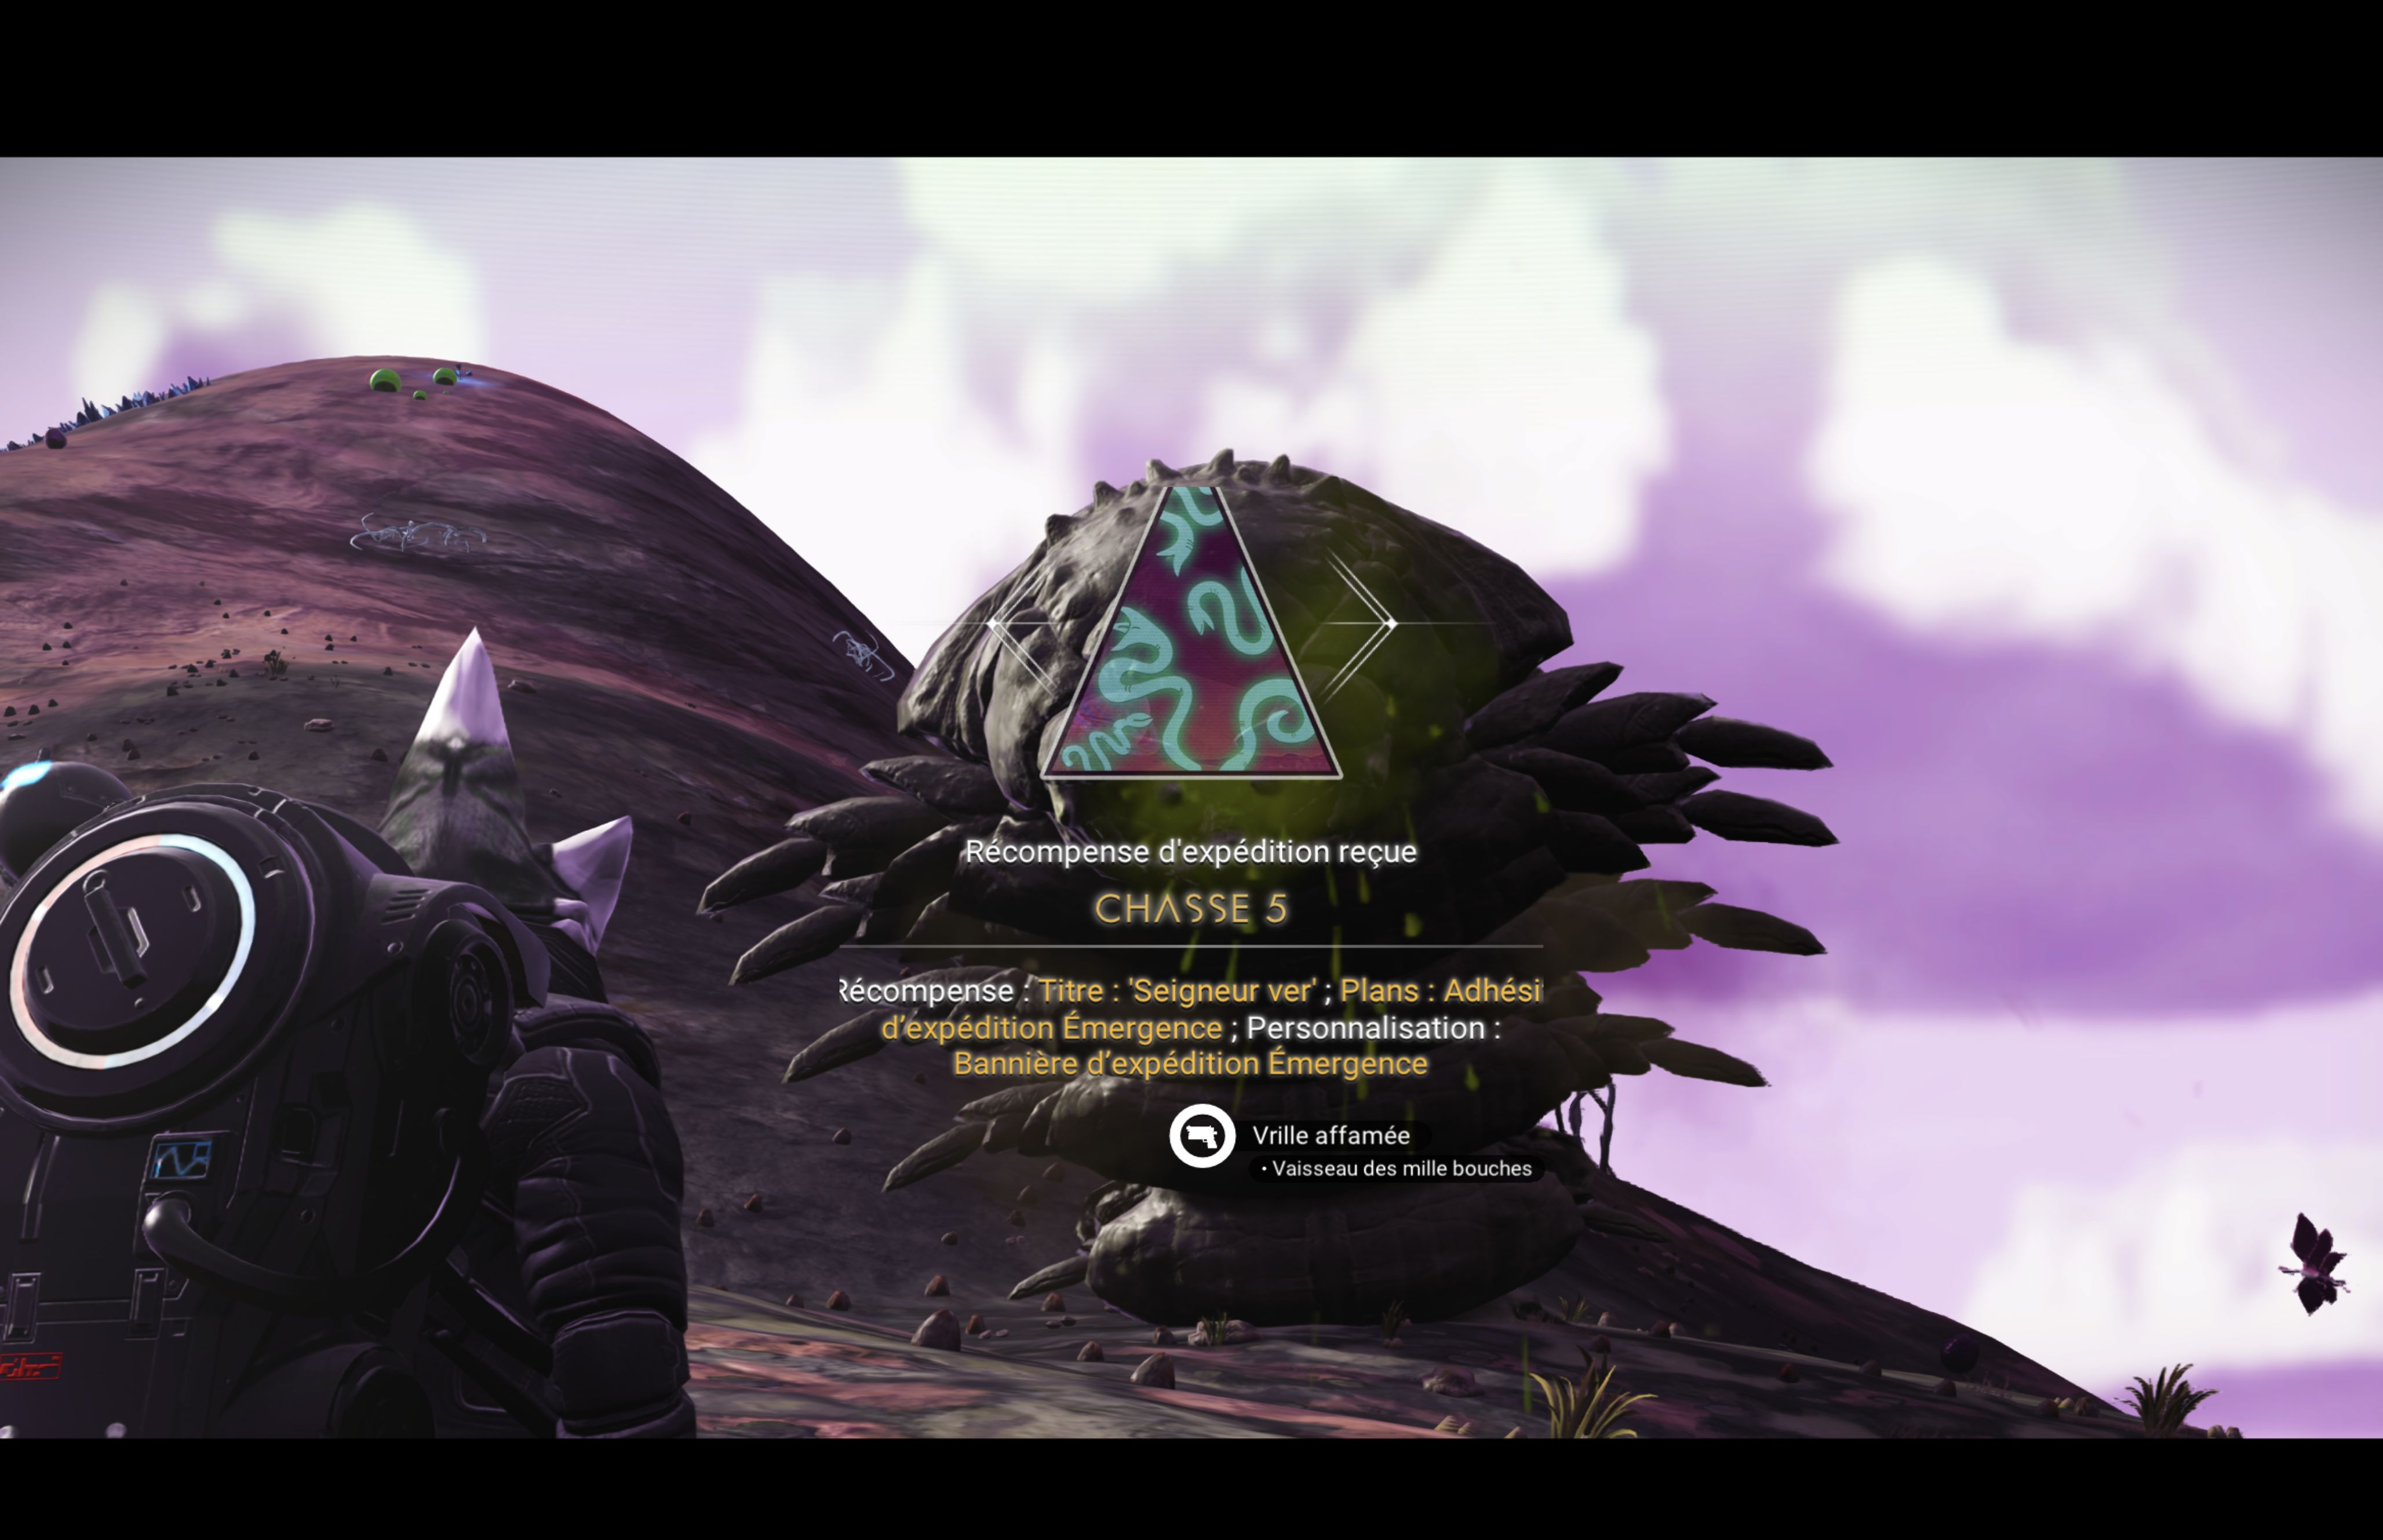 Récompense d'expédition reçue
CHASSE 5
Récompense : Titre : 'Seigneur ver' ; Plans : Adhési
d’expédition Émergence ; Personnalisation :
Bannière d’expédition Émergence
Vrille affamée
• Vaisseau des mille bouches